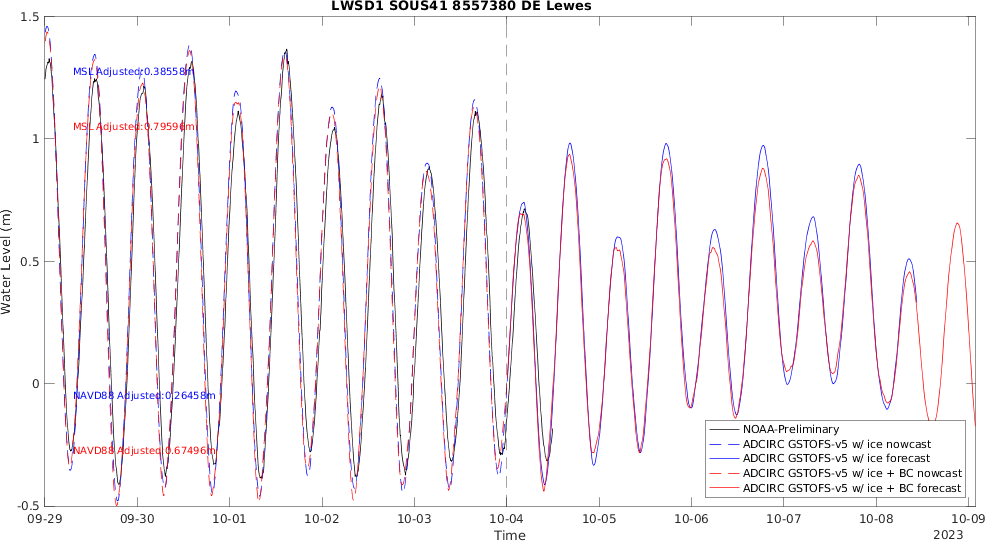 LWSD1 SOUS41 8557380 DE Lewes
1.5
1
0.5
0
-0.5
Water Level (m)
MSL Adjusted:0.38558m
MSL Adjusted:0.79596m
NAVD88 Adjusted:0.26458m
NAVD88 Adjusted:0.67496m
NOAA-Preliminary
ADCIRC GSTOFS-v5 w/ ice nowcast
ADCIRC GSTOFS-v5 w/ ice forecast
ADCIRC GSTOFS-v5 w/ ice + BC nowcast
ADCIRC GSTOFS-v5 w/ ice + BC forecast
09-29 09-30 10-01 10-02 10-03 10-04 10-05 10-06 10-07 10-08 10-09
2023
Time